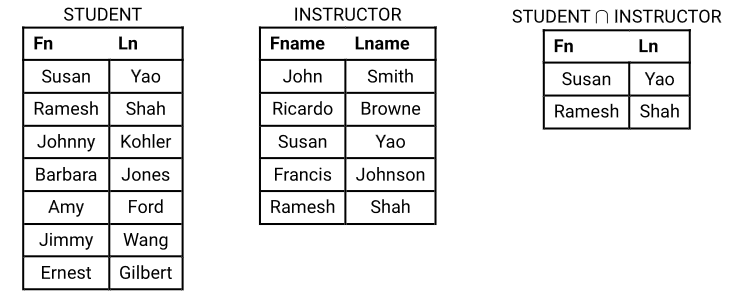 STUDENT
Fn Ln
Susan Yao
Ramesh Shah
Johnny Kohler
Barbara Jones
Amy Ford
Jimmy Wang
Ernest Gilbert
INSTRUCTOR
Fname Lname
John Smith
Ricardo Browne
Susan Yao
Francis Johnson
Ramesh Shah
STUDENT ∩ INSTRUCTOR
Fn Ln
Susan Yao
Ramesh Shah